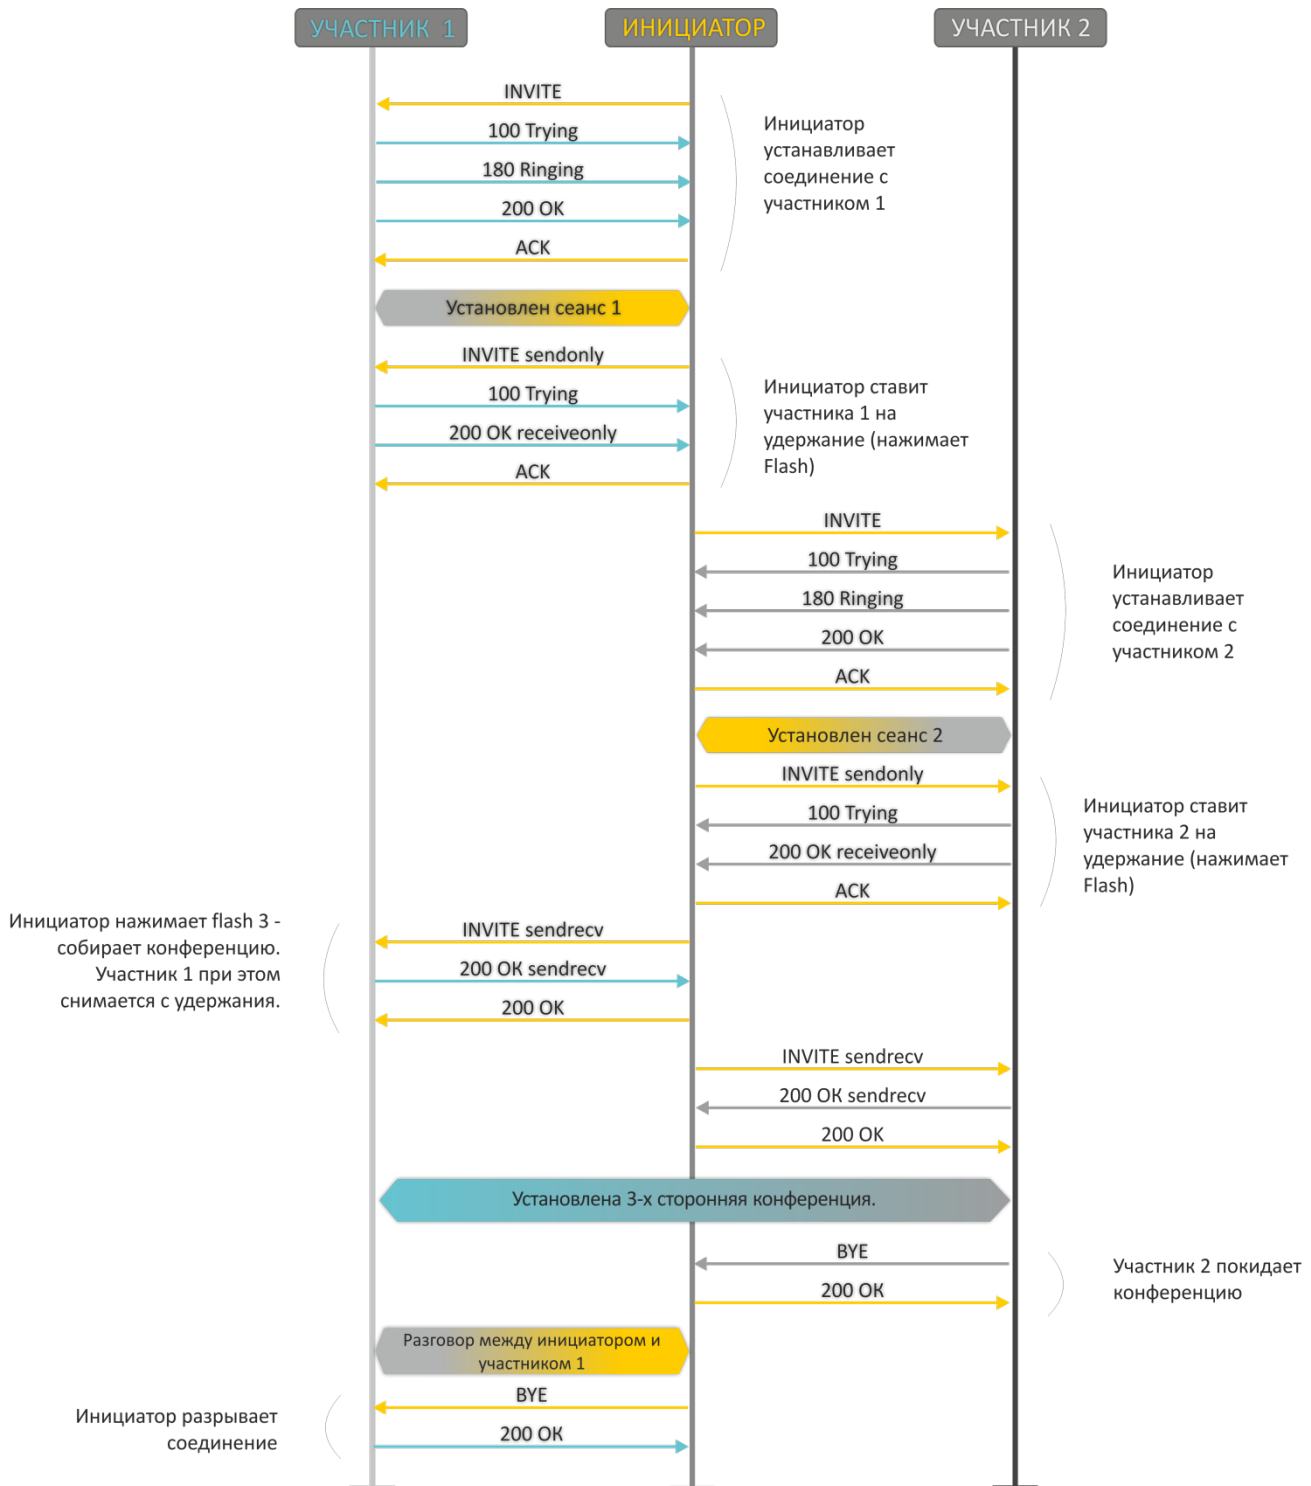 УЧАСТНИК 1
ИНИЦИАТОР
УЧАСТНИК 2
INVITE
100 Trying
180 Ringing
200 OK
ACK
Инициатор
устанавливает
соединение с
участником 1
Установлен сеанс 1
INVITE sendonly
100 Trying
200 OK receiveonly
ACK
Инициатор ставит
участника 1 на
удержание (нажимает
Flash)
INVITE
100 Trying
180 Ringing
200 OK
ACK
Инициатор
устанавливает
соединение с
участником 2
Установлен сеанс 2
INVITE sendonly
100 Trying
200 OK receiveonly
ACK
Инициатор ставит
участника 2 на
удержание (нажимает
Flash)
Инициатор нажимает flash 3 -
собирает конференцию.
Участник 1 при этом
снимается с удержания.
INVITE sendrecv
200 OK sendrecv
200 OK
INVITE sendrecv
200 OK sendrecv
200 OK
Установлена 3-х сторонняя конференция.
BYE
200 OK
Участник 2 покидает
конференцию
Разговор между инициатором и
участником 1
BYE
200 OK
Инициатор разрывает
соединение